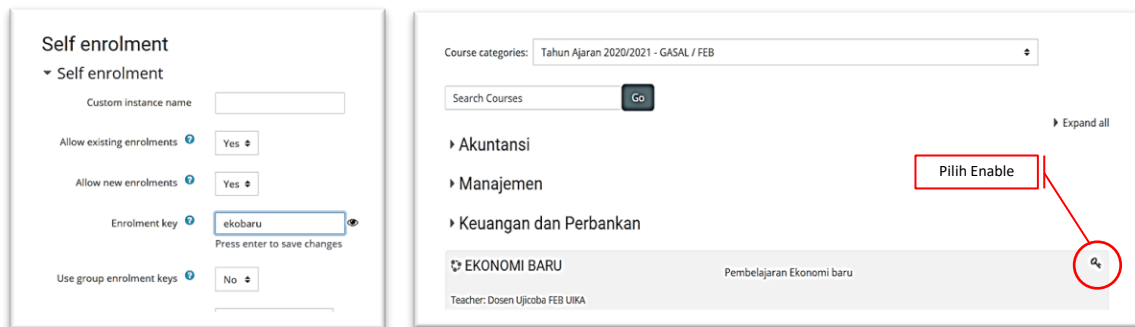 Self enrolment
Self enrolment
Custom instance name
Allow existing enrolments Yes
Allow new enrolments Yes
Enrolment key ekobaru
Press enter to save changes
Use group enrolment keys No
Course categories: Tahun Ajaran 2020/2021 - GASAL / FEB
Search Courses Go
Expand all
Akuntansi
Pilih Enable
Manajemen
Keuangan dan Perbankan
EKONOMI BARU Pembelajaran Ekonomi baru
Teacher: Dosen Ujicoba FEB UIKA